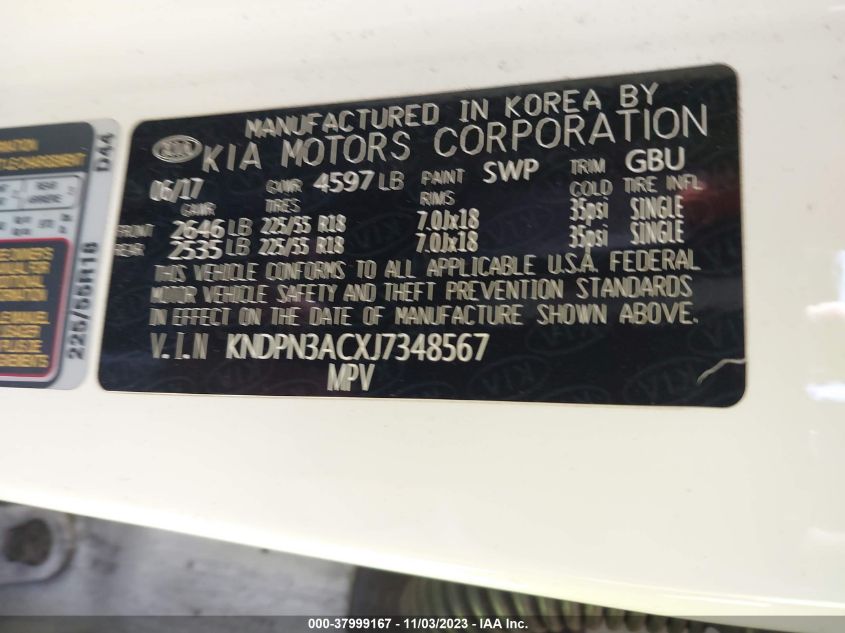 MANUFACTURED IN KOREA BY
KIA KIA MOTORS CORPORATION
06/17 GVWR 4597 LB PAINT SWP TRIM GBU
GAWR TIRES RIMS COLD TIRE INFL
FRONT 2646 LB 225/55 R18 7.0Jx18 35psi SINGLE
REAR 2535 LB 225/55 R18 7.0Jx18 35psi SINGLE
THIS VEHICLE CONFORMS TO ALL APPLICABLE U.S.A. FEDERAL
MOTOR VEHICLE SAFETY AND THEFT PREVENTION STANDARDS
IN EFFECT ON THE DATE OF MANUFACTURE SHOWN ABOVE.
V.I.N KNDPN3ACXJ7348567
MPV
D44
225/55R18
000-37999167 - 11/03/2023 - IAA Inc.